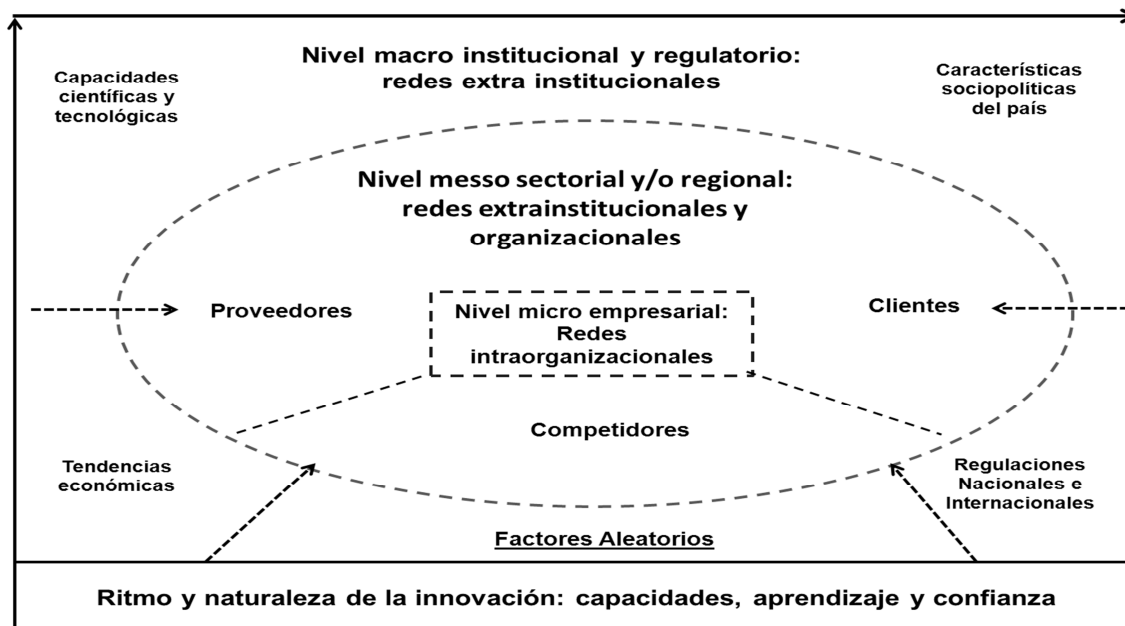 Nivel macro institucional y regulatorio:
redes extra institucionales
Capacidades
científicas y
tecnológicas
Características
sociopolíticas
del país
Nivel messo sectorial y/o regional:
redes extrainstitucionales y
organizacionales
Proveedores
Nivel micro empresarial:
Redes
intraorganizacionales
Clientes
Competidores
Tendencias
económicas
Regulaciones
Nacionales e
Internacionales
Factores Aleatorios
Ritmo y naturaleza de la innovación: capacidades, aprendizaje y confianza